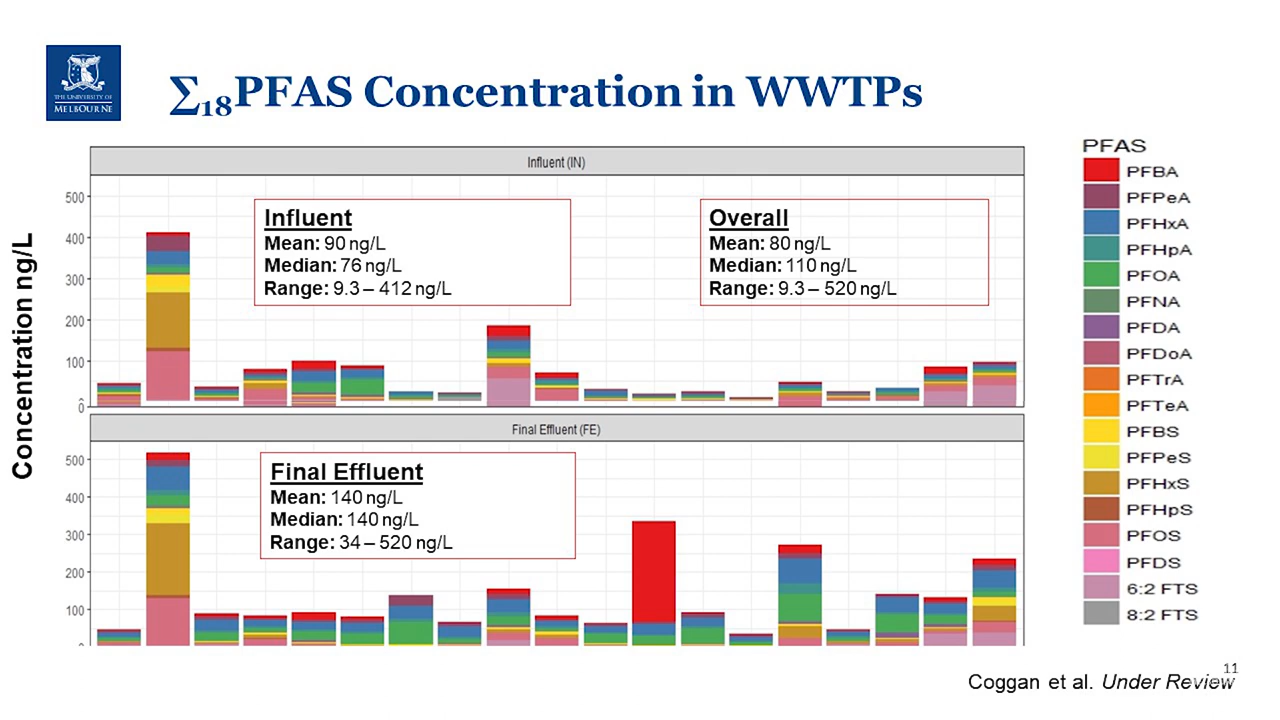 THE UNIVERSITY OF
MELBOURNE
∑18PFAS Concentration in WWTPs
Concentration ng/L
Influent (IN)
500
400
300
200
100
0
Influent
Mean: 90 ng/L
Median: 76 ng/L
Range: 9.3 – 412 ng/L
Overall
Mean: 80 ng/L
Median: 110 ng/L
Range: 9.3 – 520 ng/L
Final Effluent (FE)
500
400
300
200
100
Final Effluent
Mean: 140 ng/L
Median: 140 ng/L
Range: 34 – 520 ng/L
PFAS
PFBA
PFPeA
PFHxA
PFHpA
PFOA
PFNA
PFDA
PFDoA
PFTrA
PFTeA
PFBS
PFPeS
PFHxS
PFHpS
PFOS
PFDS
6:2 FTS
8:2 FTS
11
Coggan et al. Under Review